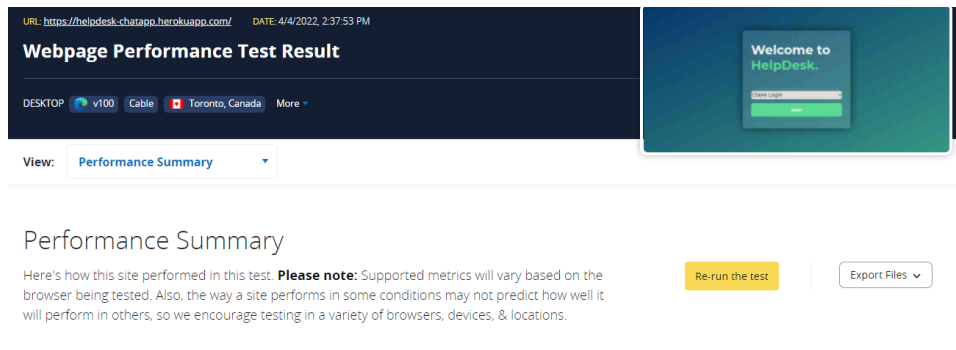 URL: https://helpdesk-chatapp.herokuapp.com/ DATE: 4/4/2022, 2:37:53 PM
Webpage Performance Test Result
Welcome to
HelpDesk.
Client Login
Join
DESKTOP v100 Cable Toronto, Canada More
View: Performance Summary
Performance Summary
Here's how this site performed in this test. Please note: Supported metrics will vary based on the
browser being tested. Also, the way a site performs in some conditions may not predict how well it
will perform in others, so we encourage testing in a variety of browsers, devices, & locations.
Re-run the test
Export Files